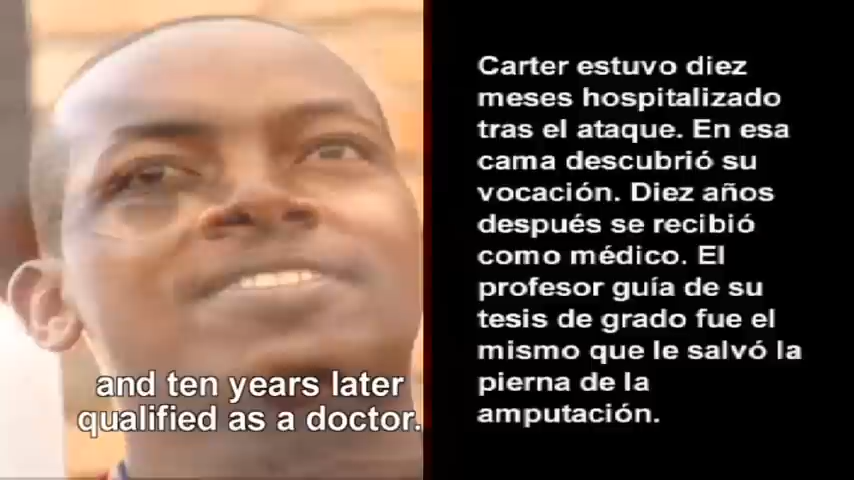 and ten years later
qualified as a doctor.
Carter estuvo diez
meses hospitalizado
tras el ataque. En esa
cama descubrió su
vocación. Diez años
después se recibió
como médico. El
profesor guía de su
tesis de grado fue el
mismo que le salvó la
pierna de la
amputación.